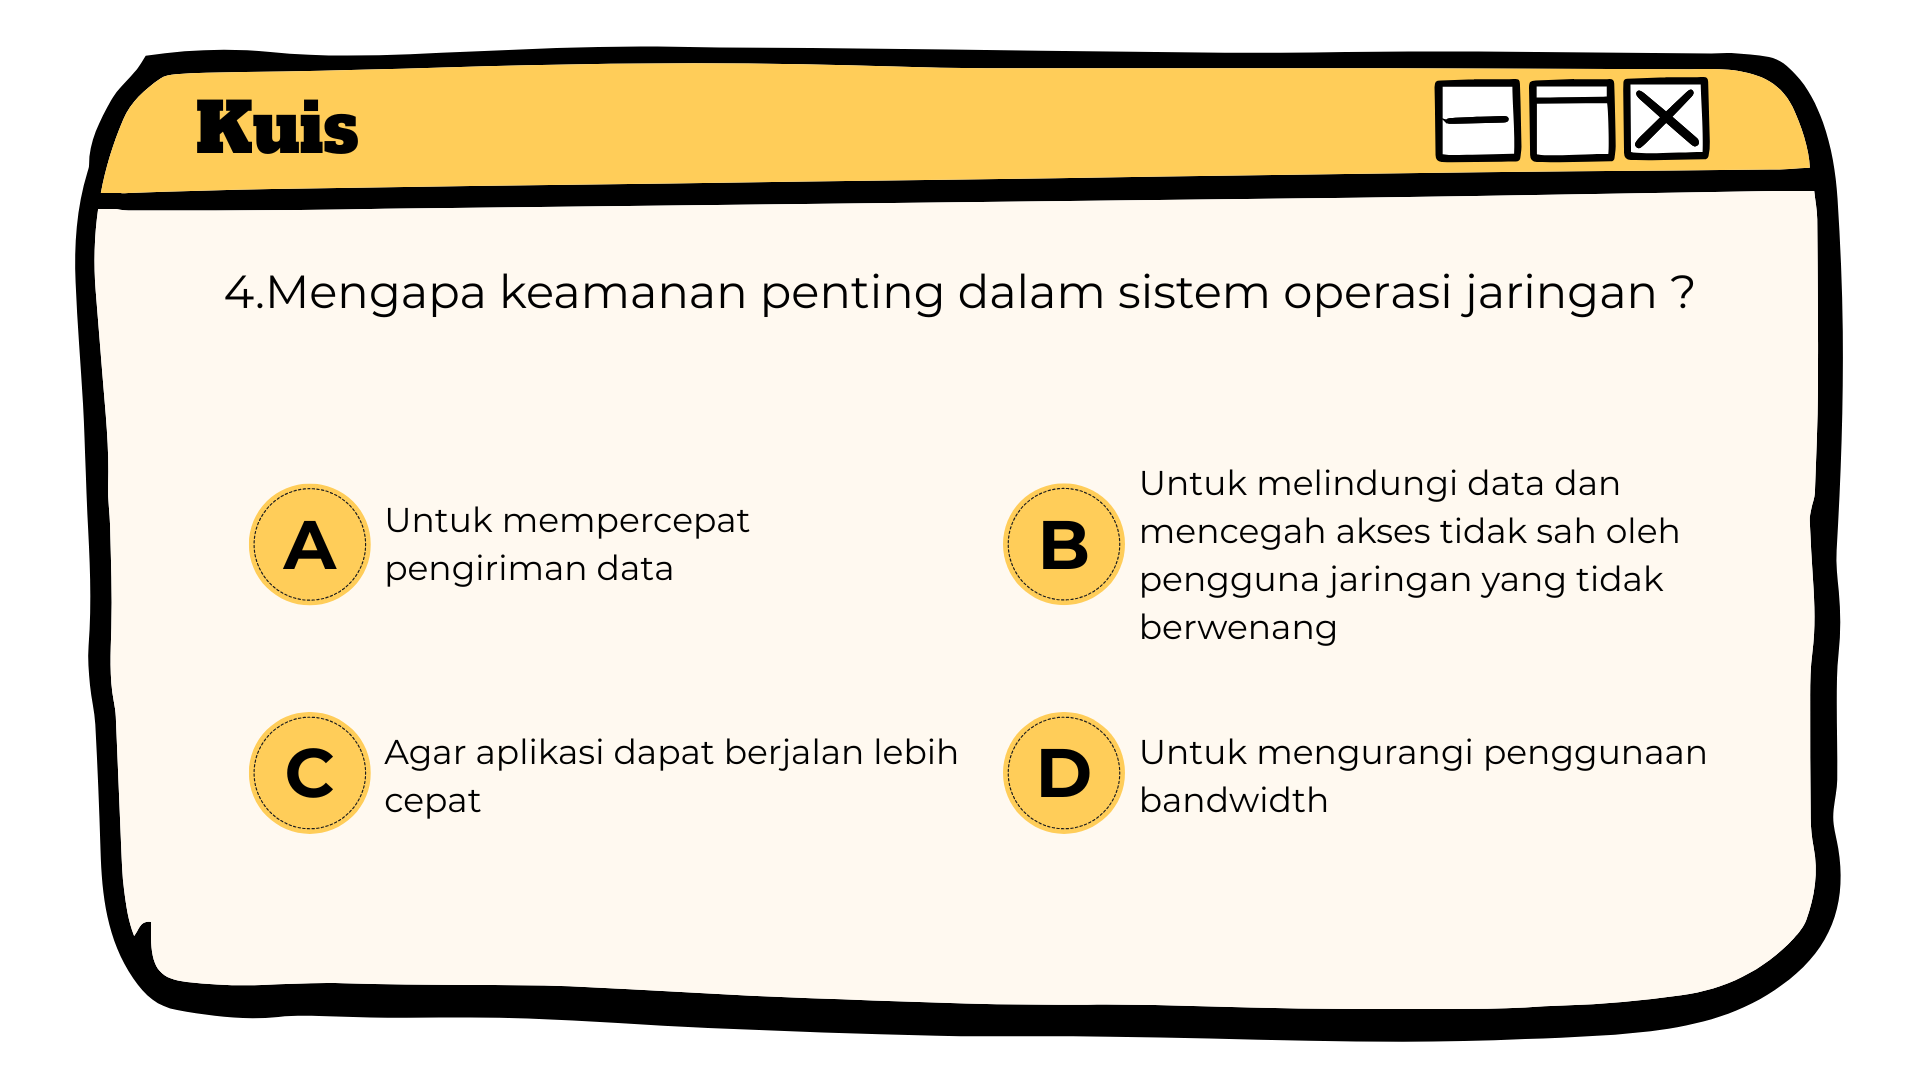 Kuis
4.Mengapa keamanan penting dalam sistem operasi jaringan ?
A
Untuk mempercepat
pengiriman data
B
Untuk melindungi data dan
mencegah akses tidak sah oleh
pengguna jaringan yang tidak
berwenang
C
Agar aplikasi dapat berjalan lebih
cepat
D
Untuk mengurangi penggunaan
bandwidth